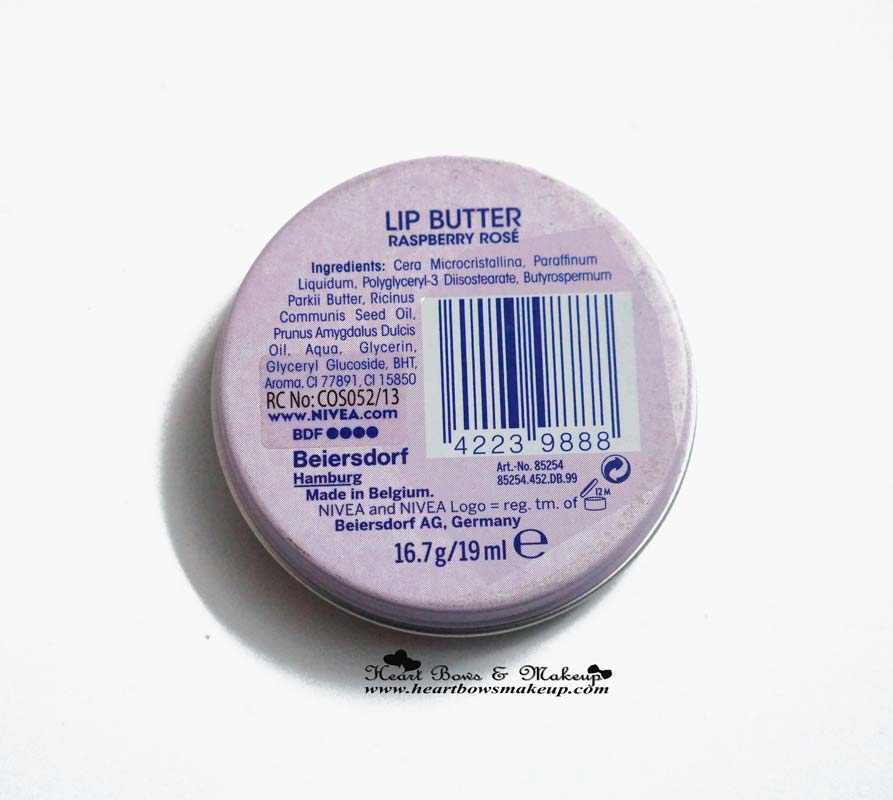 LIP BUTTER
RASPBERRY ROSÉ
Ingredients: Cera Microcristallina, Paraffinum
Liquidum, Polyglyceryl-3 Diisostearate, Butyrospermum
Parkii Butter, Ricinus
Communis Seed Oil,
Prunus Amygdalus Dulcis
Oil, Aqua, Glycerin,
Glyceryl Glucoside, BHT,
Aroma, CI 77891, CI 15850
RC No: COS052/13
www.NIVEA.com
BDF ●●●●
4223 9888
Beiersdorf
Hamburg
Art.-No. 85254
85254.452.DB.99
12 M
Made in Belgium.
NIVEA and NIVEA Logo = reg. tm. of
Beiersdorf AG, Germany
16.7g/19 ml ℮
Heart Bows & Makeup
www.heartbowsmakeup.com